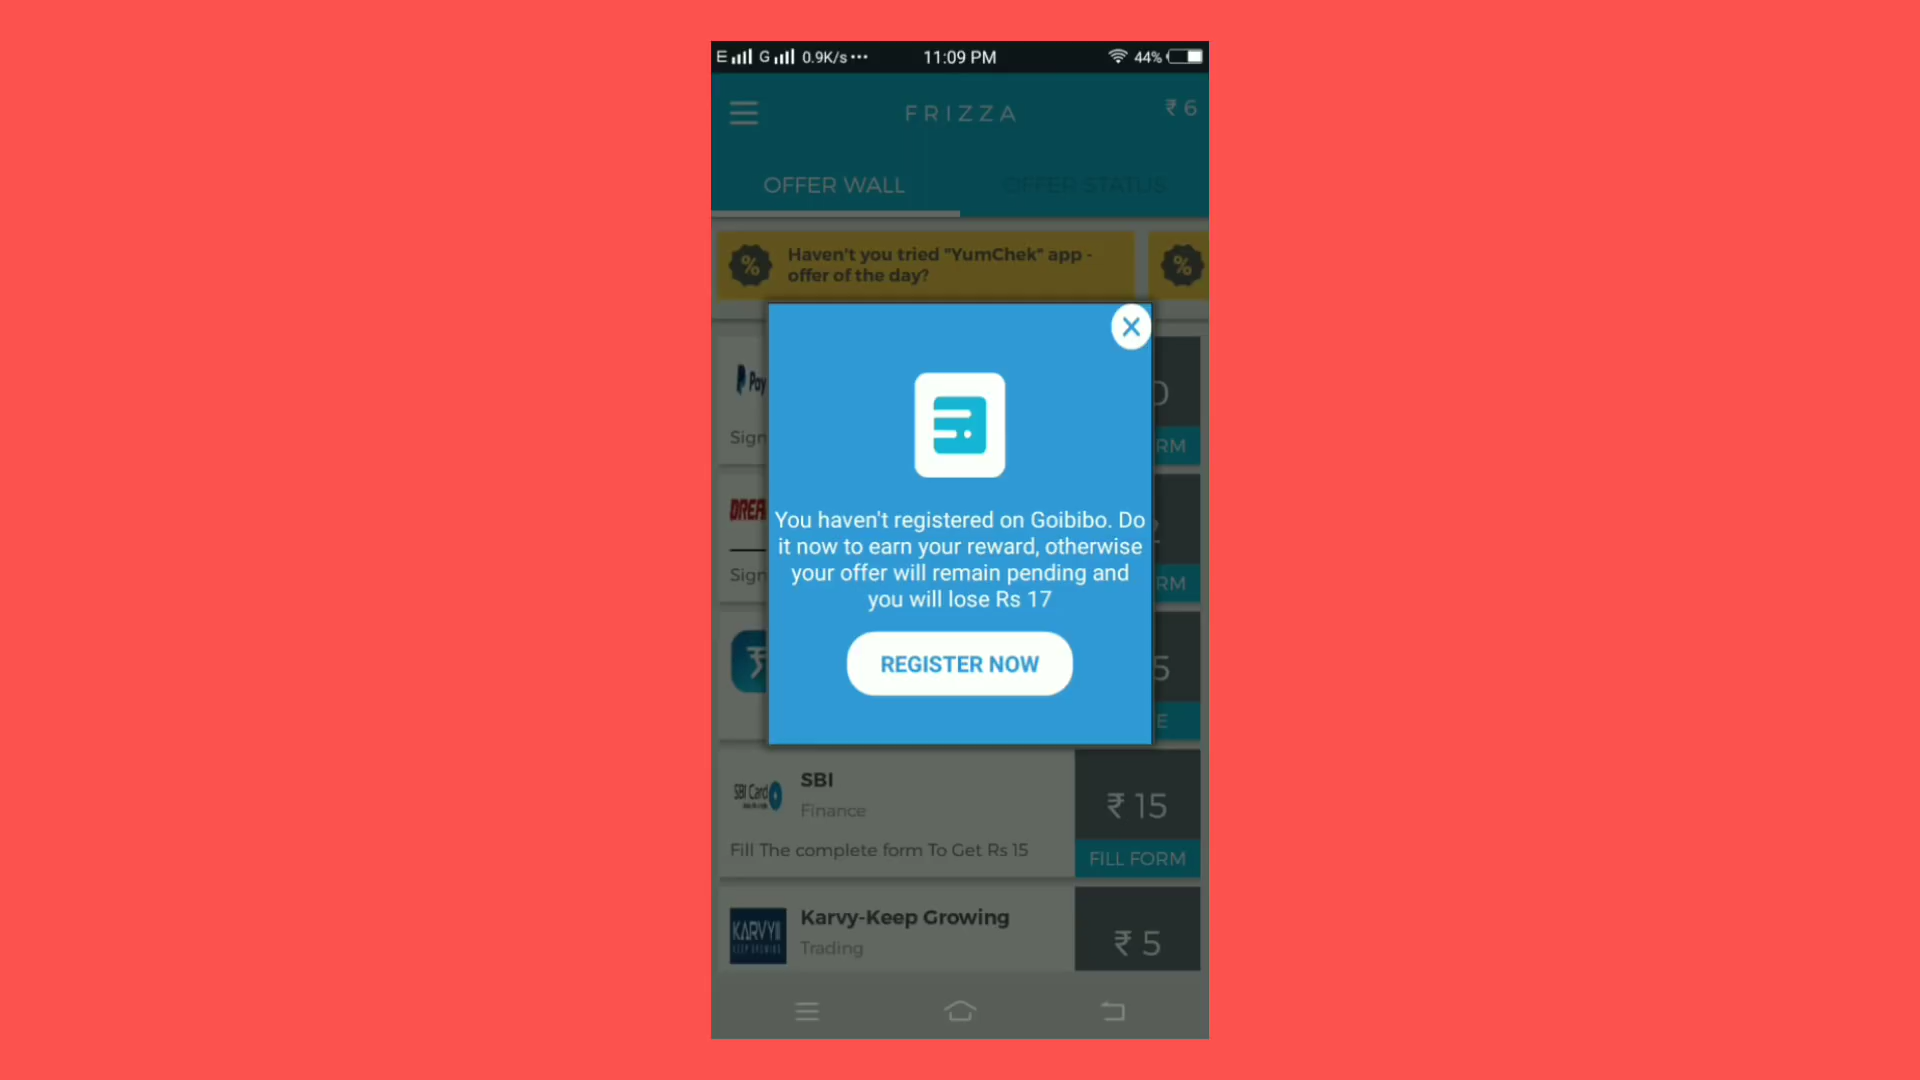 E G 0.9K/s ... 11:09 PM 44%
FRIZZA ₹ 6
OFFER WALL OFFER STATUS
Haven't you tried "YumChek" app -
offer of the day?
You haven't registered on Goibibo. Do
it now to earn your reward, otherwise
your offer will remain pending and
you will lose Rs 17
REGISTER NOW
Pay
Sign
DREA
Sign
SBI Card
SBI
Finance
₹ 15
Fill The complete form To Get Rs 15
FILL FORM
KARVY
KEEP GROWING
Karvy-Keep Growing
Trading
₹ 5